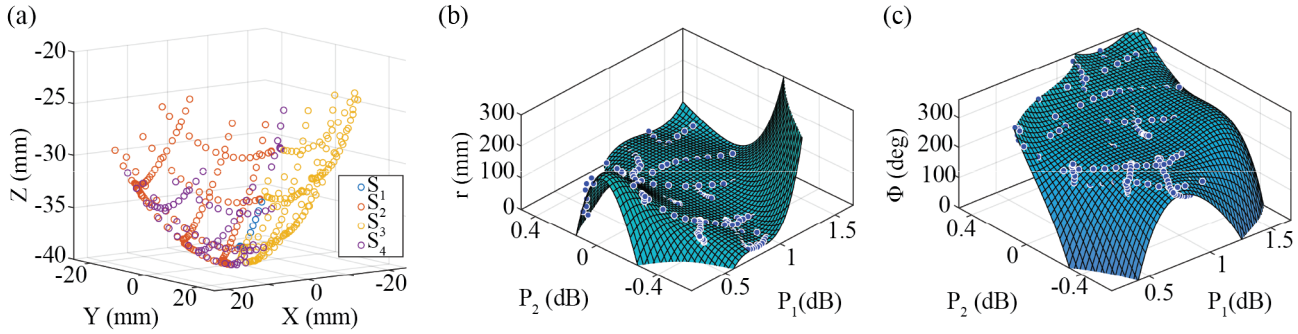 (a)
-20
-25
-30
-35
-40
Z (mm)
-20
0
20
Y (mm)
20
0
-20
X (mm)
S1
S2
S3
S4
(b)
300
200
100
0
r (mm)
0.4
0
-0.4
P2 (dB)
0.5
1
1.5
P1(dB)
(c)
300
200
100
0
Φ (deg)
0.4
0
-0.4
P2 (dB)
0.5
1
1.5
P1(dB)